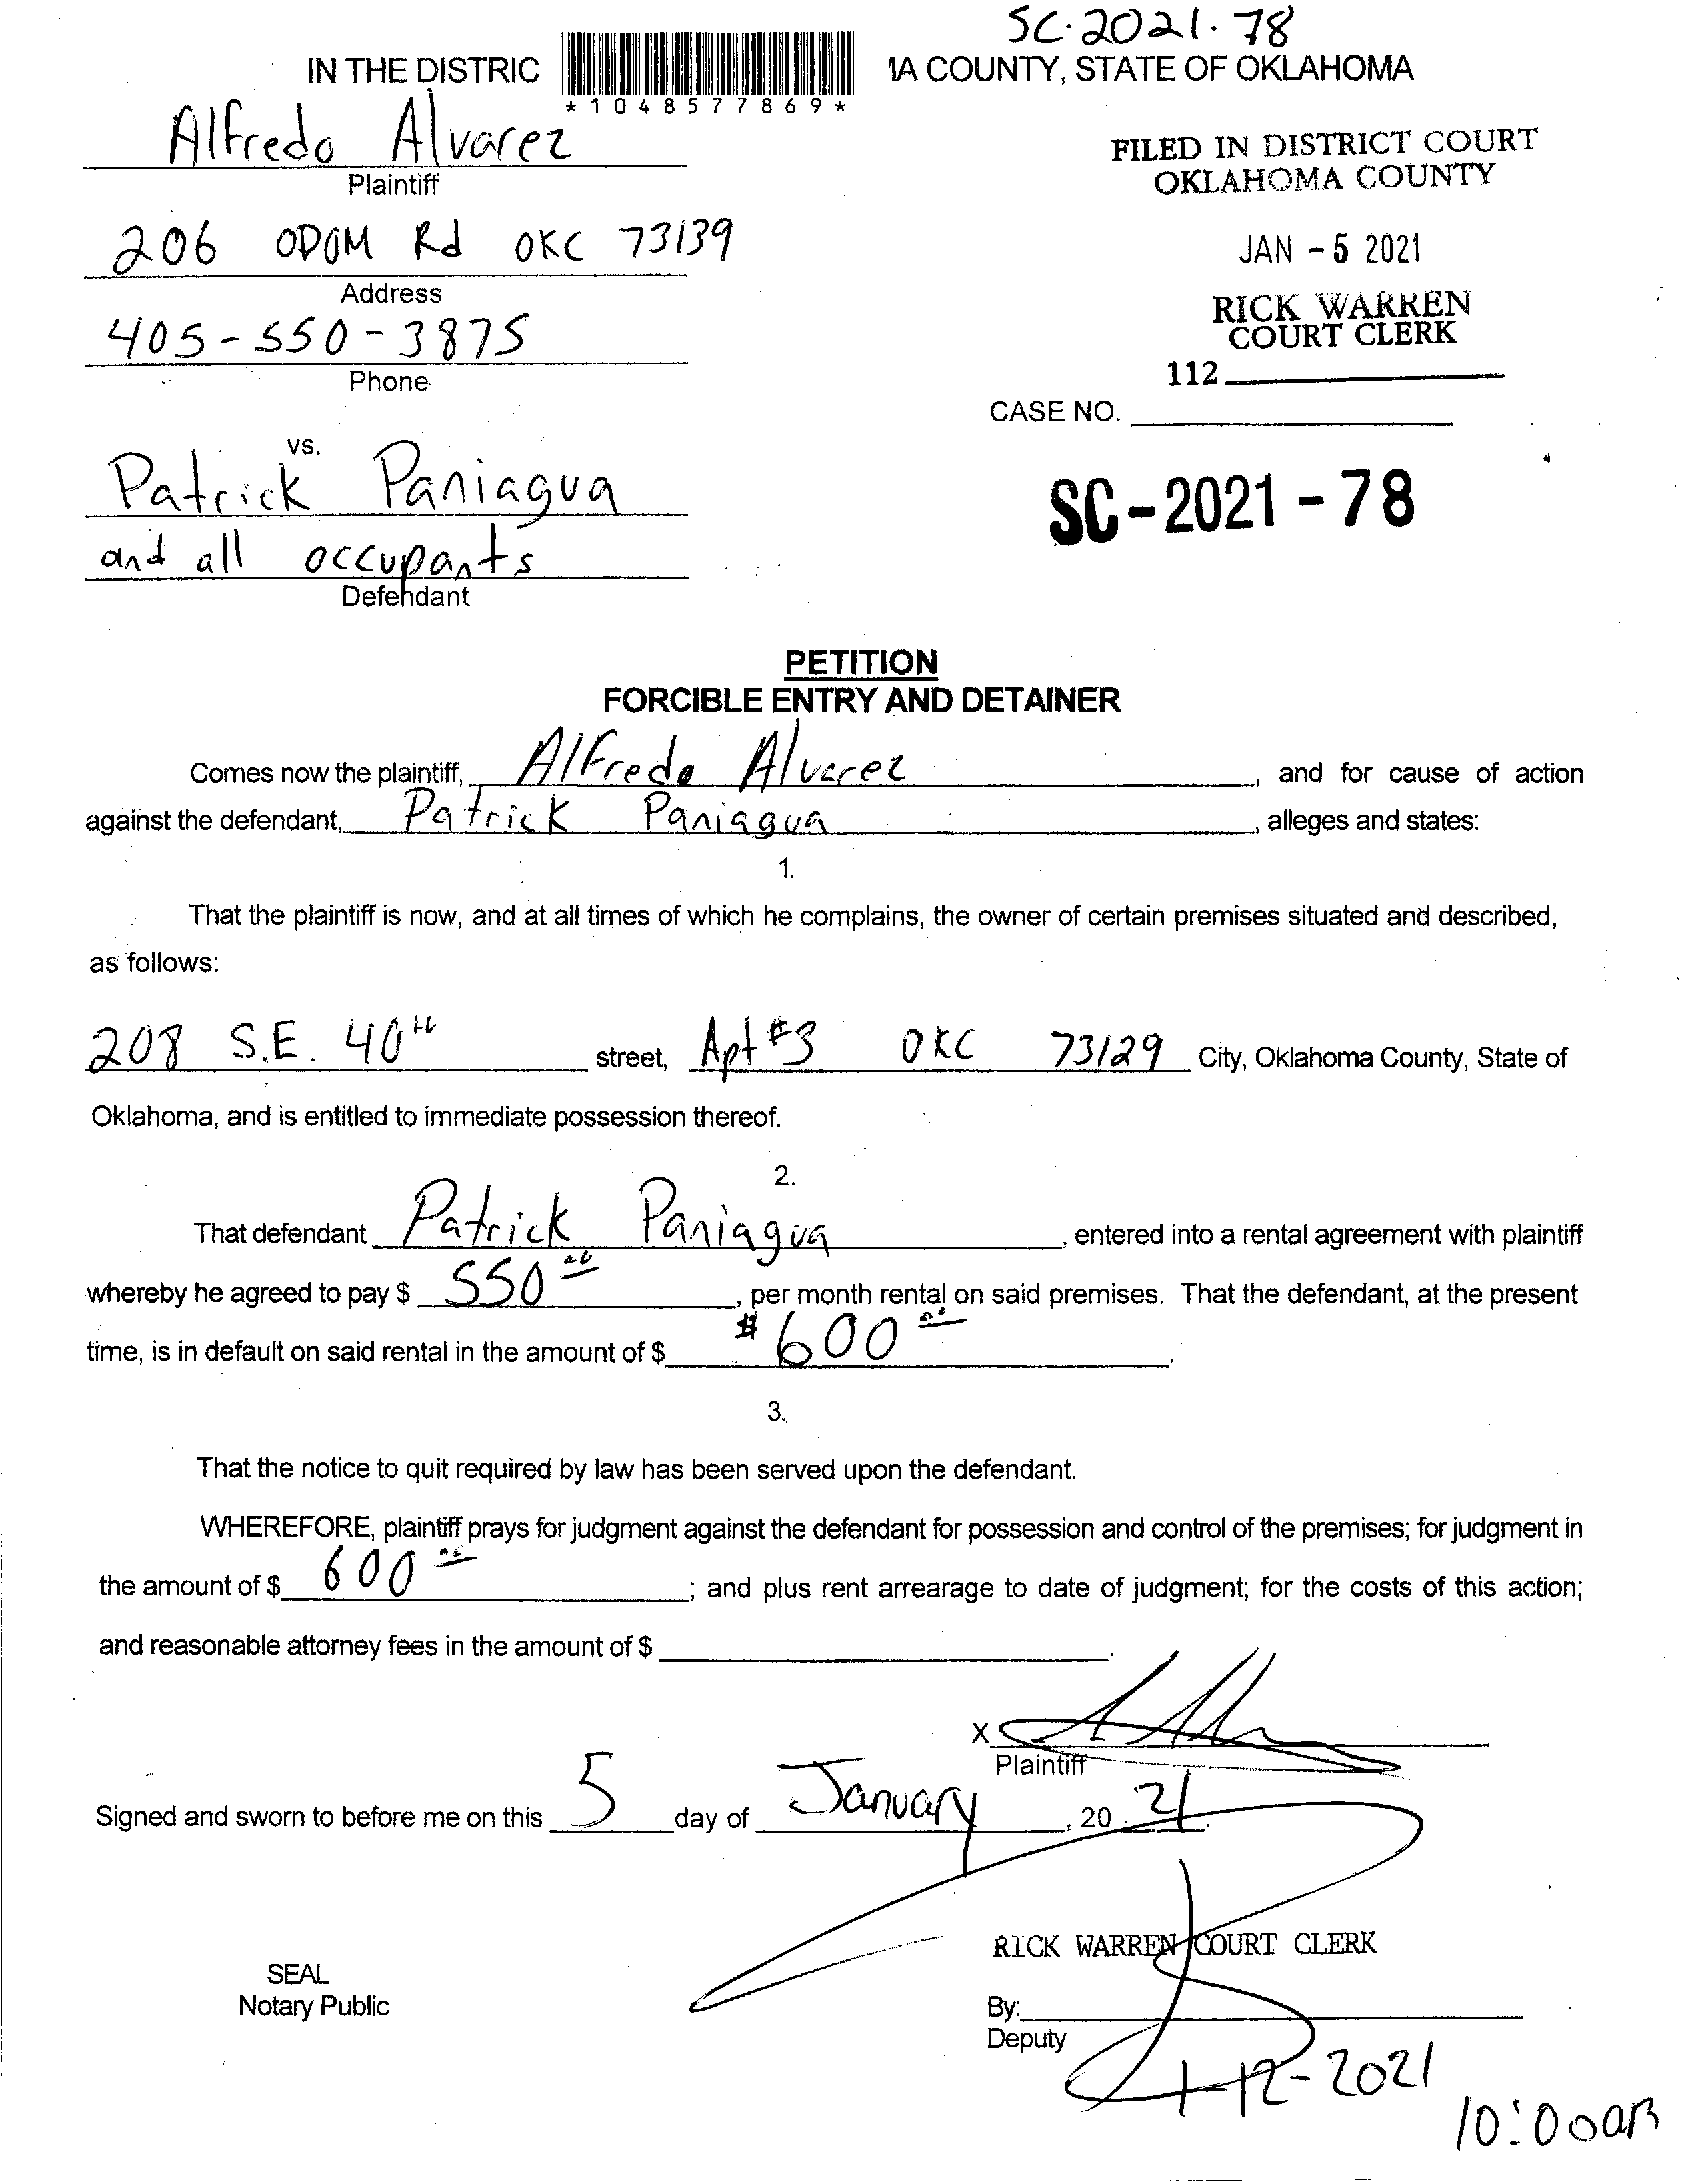 SC-2021-78
IN THE DISTRIC
IA COUNTY, STATE OF OKLAHOMA
*1048577869*
Alfredo Alvarez
Plaintiff
FILED IN DISTRICT COURT
OKLAHOMA COUNTY
206 ODOM Rd OKC 73139
Address
JAN - 5 2021
405-550-3875
Phone
RICK WARREN
COURT CLERK
112
CASE NO.
vs.
Patrick Paniagua
and all occupants
Defendant
SC-2021-78
PETITION
FORCIBLE ENTRY AND DETAINER
Comes now the plaintiff, Alfredo Alvarez, and for cause of action
against the defendant, Patrick Paniagua, alleges and states:
1.
That the plaintiff is now, and at all times of which he complains, the owner of certain premises situated and described,
as follows:
208 S.E. 40th street, Apt #3 OKC 73129 City, Oklahoma County, State of
Oklahoma, and is entitled to immediate possession thereof.
2.
That defendant Patrick Paniagua, entered into a rental agreement with plaintiff
whereby he agreed to pay $ 550.00, per month rental on said premises. That the defendant, at the present
time, is in default on said rental in the amount of $ #600.00.
3.
That the notice to quit required by law has been served upon the defendant.
WHEREFORE, plaintiff prays for judgment against the defendant for possession and control of the premises; for judgment in
the amount of $ 600.00; and plus rent arrearage to date of judgment; for the costs of this action;
and reasonable attorney fees in the amount of $ .
X
Plaintiff
Signed and sworn to before me on this 5 day of January, 20 21.
RICK WARREN COURT CLERK
SEAL
Notary Public
By:
Deputy
1-12-2021
10:00am